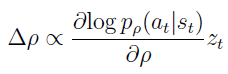 Δρ ∝ ∂log p_ρ(a_t|s_t) / ∂ρ z_t